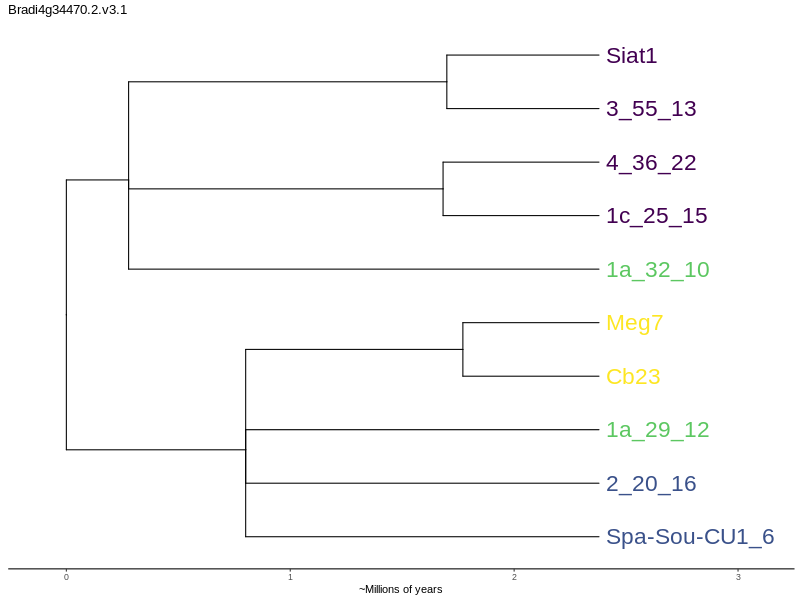 Bradi4g34470.2.v3.1
Siat1
3_55_13
4_36_22
1c_25_15
1a_32_10
Meg7
Cb23
1a_29_12
2_20_16
Spa-Sou-CU1_6
0 1 2 3
~Millions of years